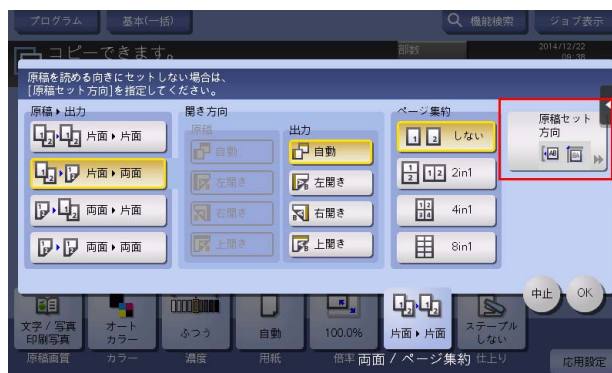 プログラム
基本(一括)
機能検索
ジョブ表示
コピーできます。
部数
2014/12/22
09:38
原稿を読める向きにセットしない場合は、
[原稿セット方向]を指定してください。
原稿▶出力
片面▶片面
片面▶両面
両面▶片面
両面▶両面
開き方向
原稿
自動
左開き
右開き
上開き
出力
自動
左開き
右開き
上開き
ページ集約
しない
2in1
4in1
8in1
原稿セット
方向
中止
OK
文字/写真
印刷写真
オート
カラー
ふつう
自動
100.0%
片面▶片面
ステープル
しない
原稿画質
カラー
濃度
用紙
倍率
両面/ページ集約
仕上り
応用設定